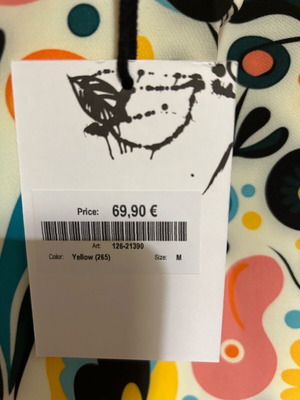 Price: 69,90 €
Art: 126-21390
Color: Yellow (265) Size: M